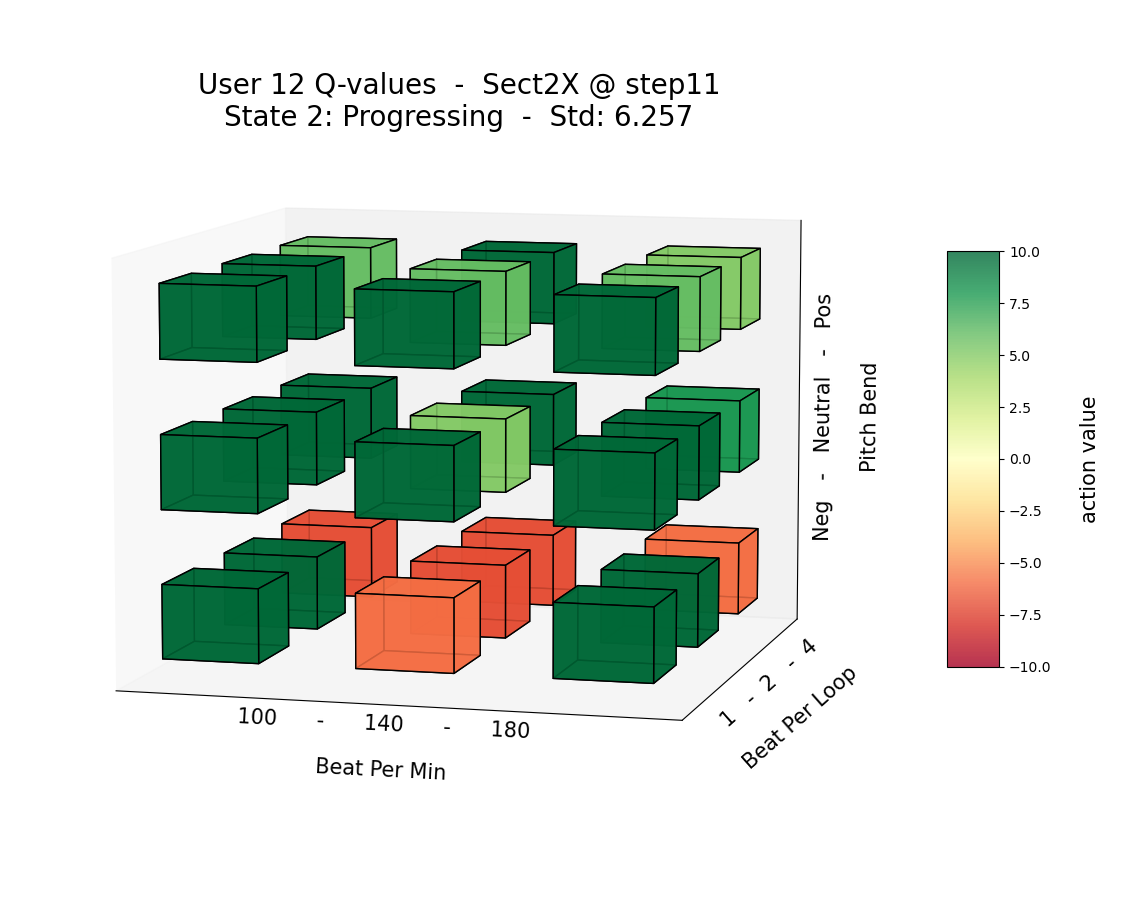 User 12 Q-values - Sect2X @ step11
State 2: Progressing - Std: 6.257
Neg - Neutral - Pos
Pitch Bend
100 - 140 - 180
Beat Per Min
1 - 2 - 4
Beat Per Loop
10.0
7.5
5.0
2.5
0.0
−2.5
−5.0
−7.5
−10.0
action value